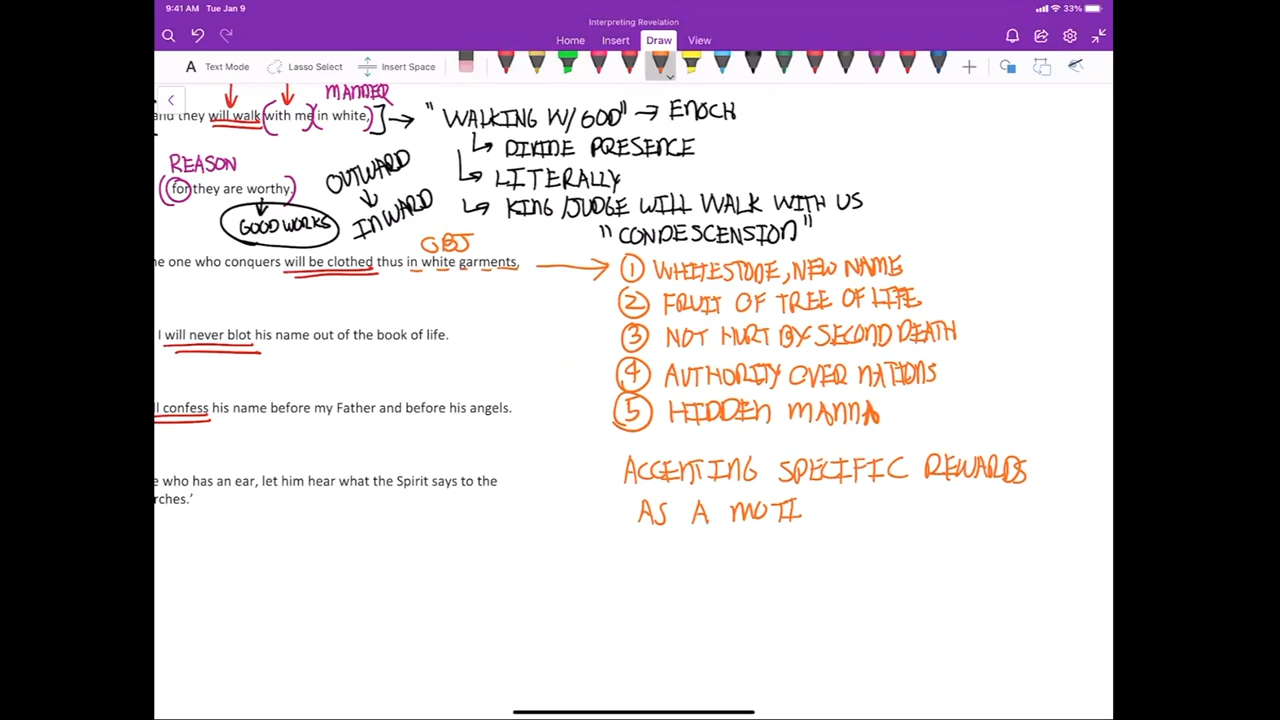 9:41 AM Tue Jan 9
33%
Interpreting Revelation
Home Insert Draw View
A Text Mode Lasso Select Insert Space
MANNER
and they will walk (with me)(in white,)] → "WALKING W/ GOD" → ENOCH
DIVINE PRESENCE
REASON
LITERALLY
(for they are worthy.)
OUTWARD
INWARD
KING/JUDGE WILL WALK WITH US
GOOD WORKS
"CONDESCENSION"
OBJ
ne one who conquers will be clothed thus in white garments,
① WHITESTONE, NEW NAME
② FRUIT OF TREE OF LIFE
I will never blot his name out of the book of life.
③ NOT HURT BY SECOND DEATH
④ AUTHORITY OVER NATIONS
ll confess his name before my Father and before his angels.
⑤ HIDDEN MANNA
ACCENTING SPECIFIC REWARDS
e who has an ear, let him hear what the Spirit says to the
rches.'
AS A MOTI